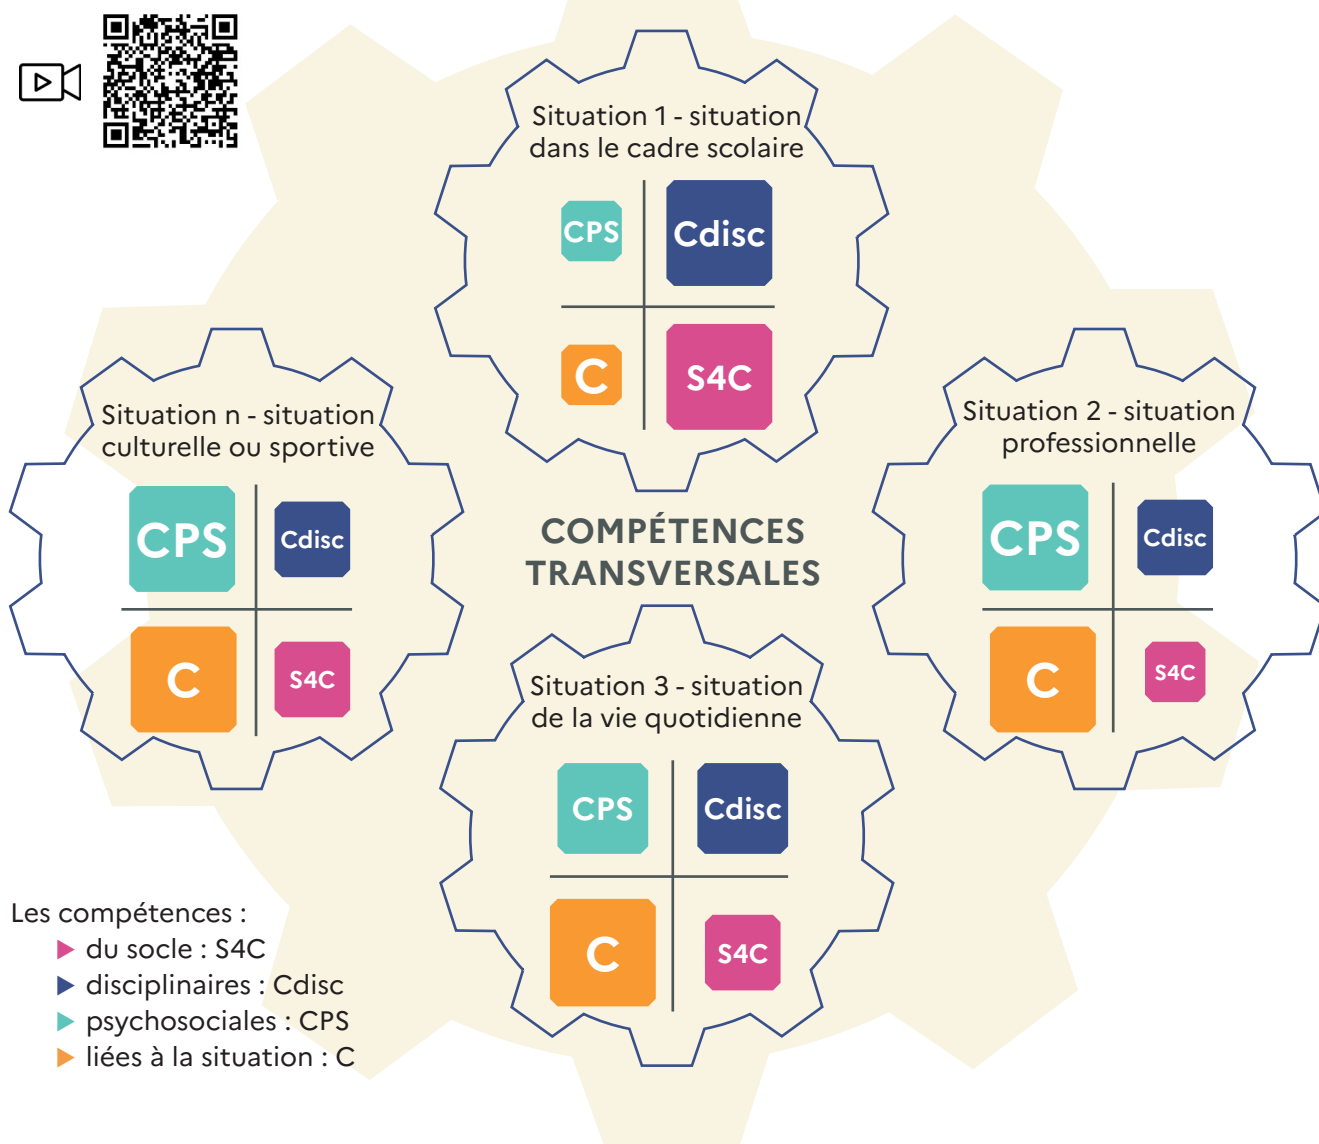 Situation 1 - situation
dans le cadre scolaire
CPS
Cdisc
C
S4C
Situation n - situation
culturelle ou sportive
CPS
Cdisc
C
S4C
COMPÉTENCES
TRANSVERSALES
Situation 2 - situation
professionnelle
CPS
Cdisc
C
S4C
Situation 3 - situation
de la vie quotidienne
CPS
Cdisc
C
S4C
Les compétences :
du socle : S4C
disciplinaires : Cdisc
psychosociales : CPS
liées à la situation : C